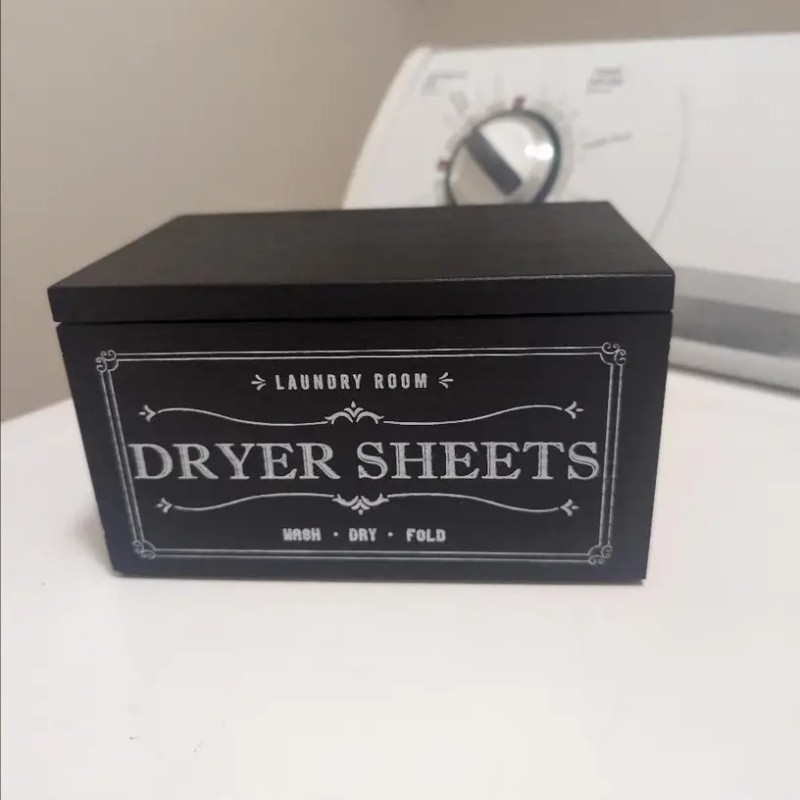 LAUNDRY ROOM
DRYER SHEETS
WASH · DRY · FOLD